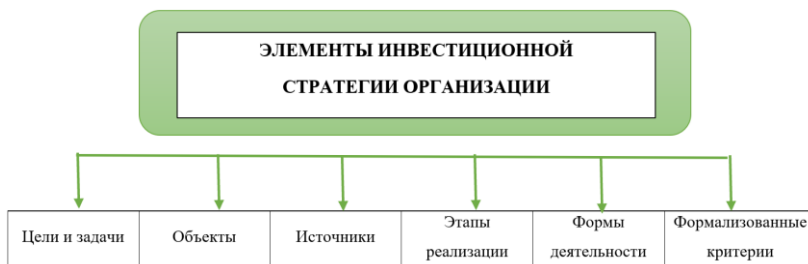 ЭЛЕМЕНТЫ ИНВЕСТИЦИОННОЙ
СТРАТЕГИИ ОРГАНИЗАЦИИ
Цели и задачи
Объекты
Источники
Этапы
реализации
Формы
деятельности
Формализованные
критерии